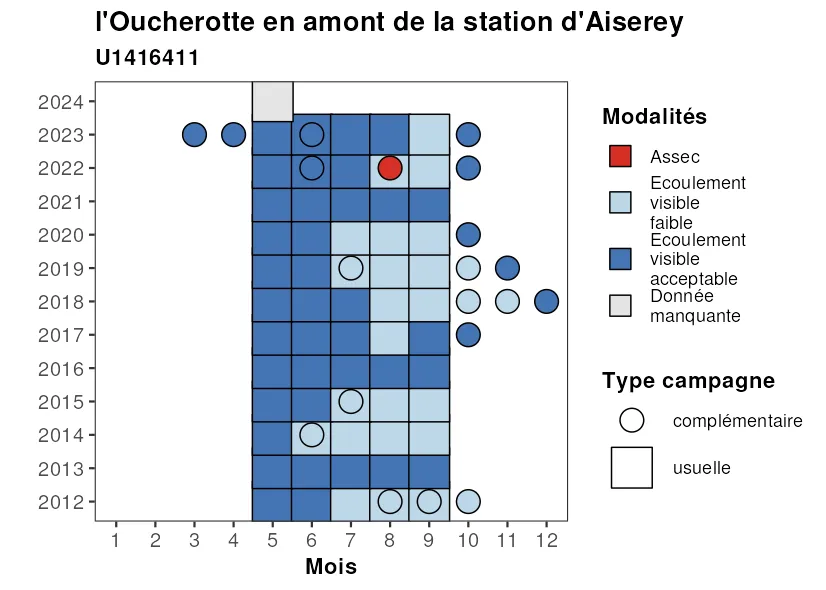 l'Oucherotte en amont de la station d'Aiserey
U1416411
2024
2023
2022
2021
2020
2019
2018
2017
2016
2015
2014
2013
2012
1 2 3 4 5 6 7 8 9 10 11 12
Mois
Modalités
Assec
Ecoulement
visible
faible
Ecoulement
visible
acceptable
Donnée
manquante
Type campagne
complémentaire
usuelle